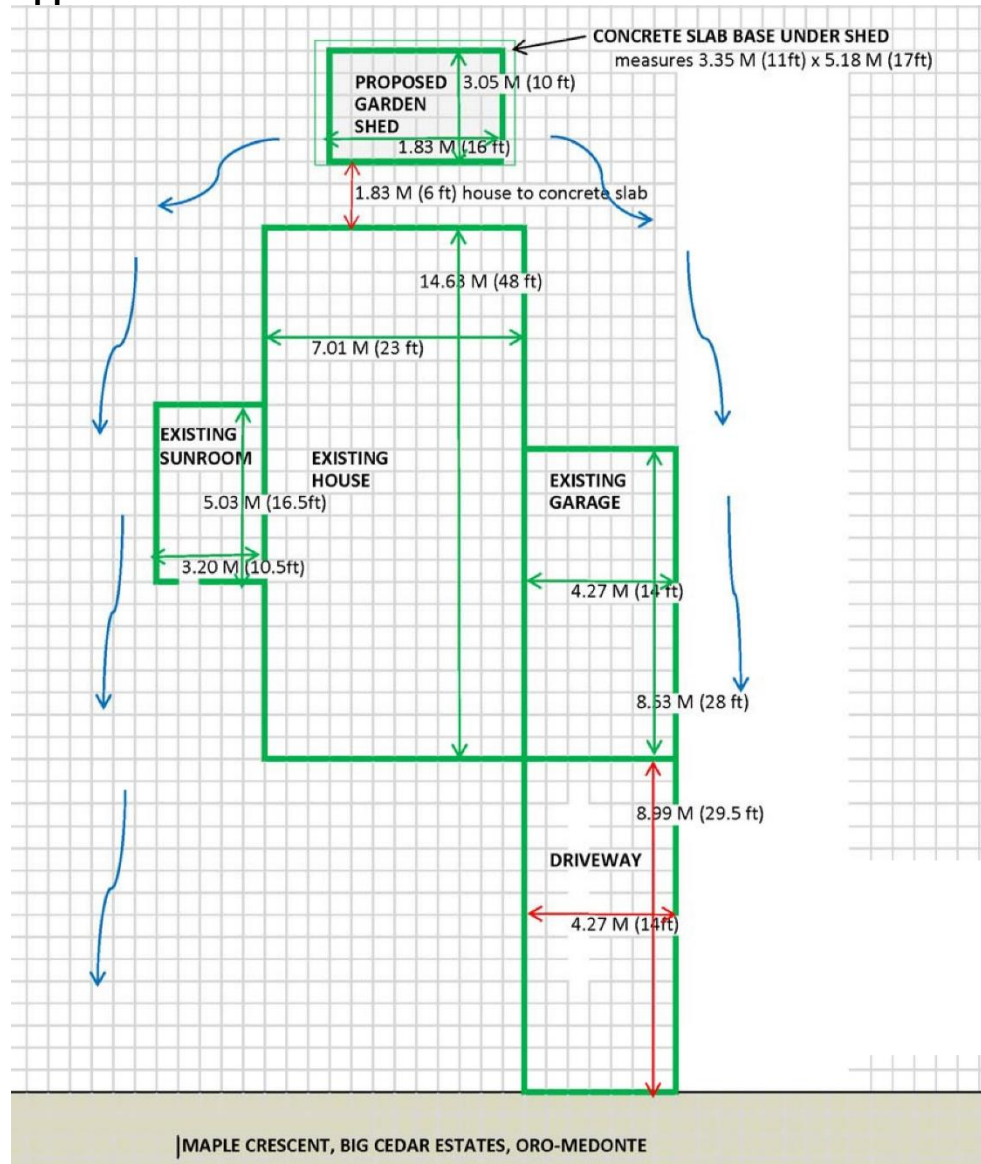 CONCRETE SLAB BASE UNDER SHED
measures 3.35 M (11ft) x 5.18 M (17ft)
PROPOSED
GARDEN
SHED
3.05 M (10 ft)
1.83 M (16 ft)
1.83 M (6 ft) house to concrete slab
14.63 M (48 ft)
7.01 M (23 ft)
EXISTING
SUNROOM
5.03 M (16.5ft)
3.20 M (10.5ft)
EXISTING
HOUSE
EXISTING
GARAGE
4.27 M (14 ft)
8.53 M (28 ft)
8.99 M (29.5 ft)
DRIVEWAY
4.27 M (14ft)
MAPLE CRESCENT, BIG CEDAR ESTATES, ORO-MEDONTE